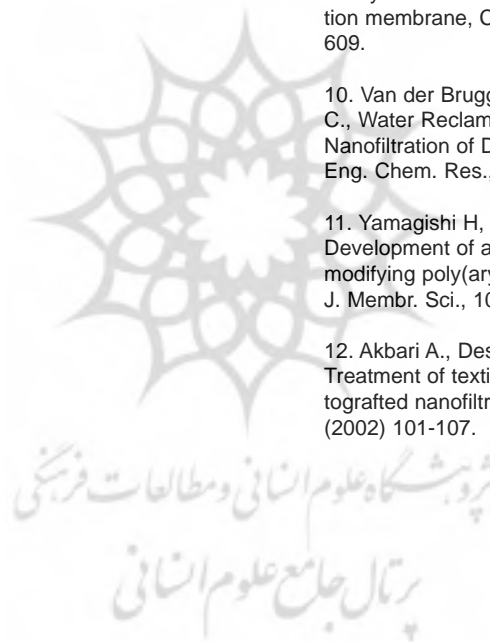 tion membrane, C
609.
10. Van der Brugg
C., Water Reclam
Nanofiltration of D
Eng. Chem. Res.,
11. Yamagishi H,
Development of a
modifying poly(ary
J. Membr. Sci., 10
12. Akbari A., Des
Treatment of texti
tografted nanofiltr
(2002) 101-107.
پژوهشگاه علوم انسانی و مطالعات فرهنگی
پرتال جامع علوم انسانی